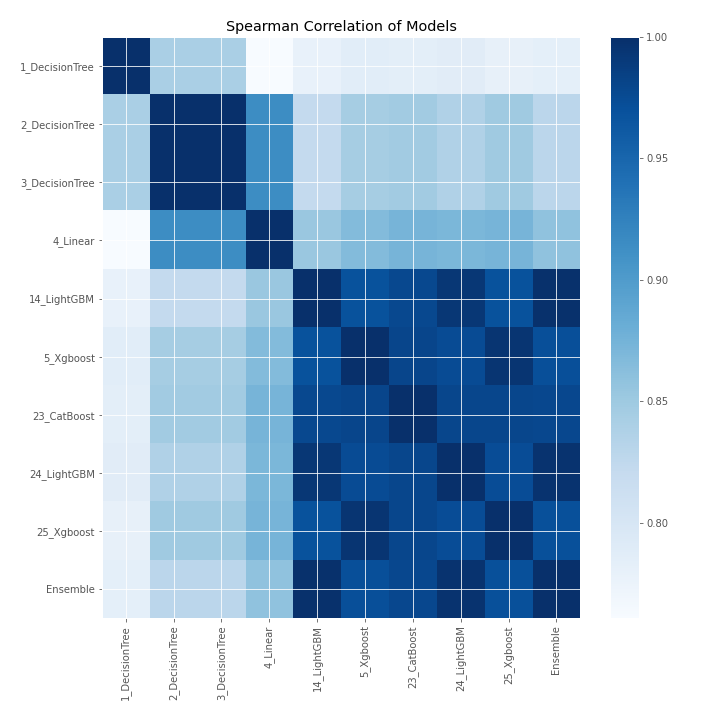 Spearman Correlation of Models
1_DecisionTree
2_DecisionTree
3_DecisionTree
4_Linear
14_LightGBM
5_Xgboost
23_CatBoost
24_LightGBM
25_Xgboost
Ensemble
1_DecisionTree
2_DecisionTree
3_DecisionTree
4_Linear
14_LightGBM
5_Xgboost
23_CatBoost
24_LightGBM
25_Xgboost
Ensemble
1.00
0.95
0.90
0.85
0.80